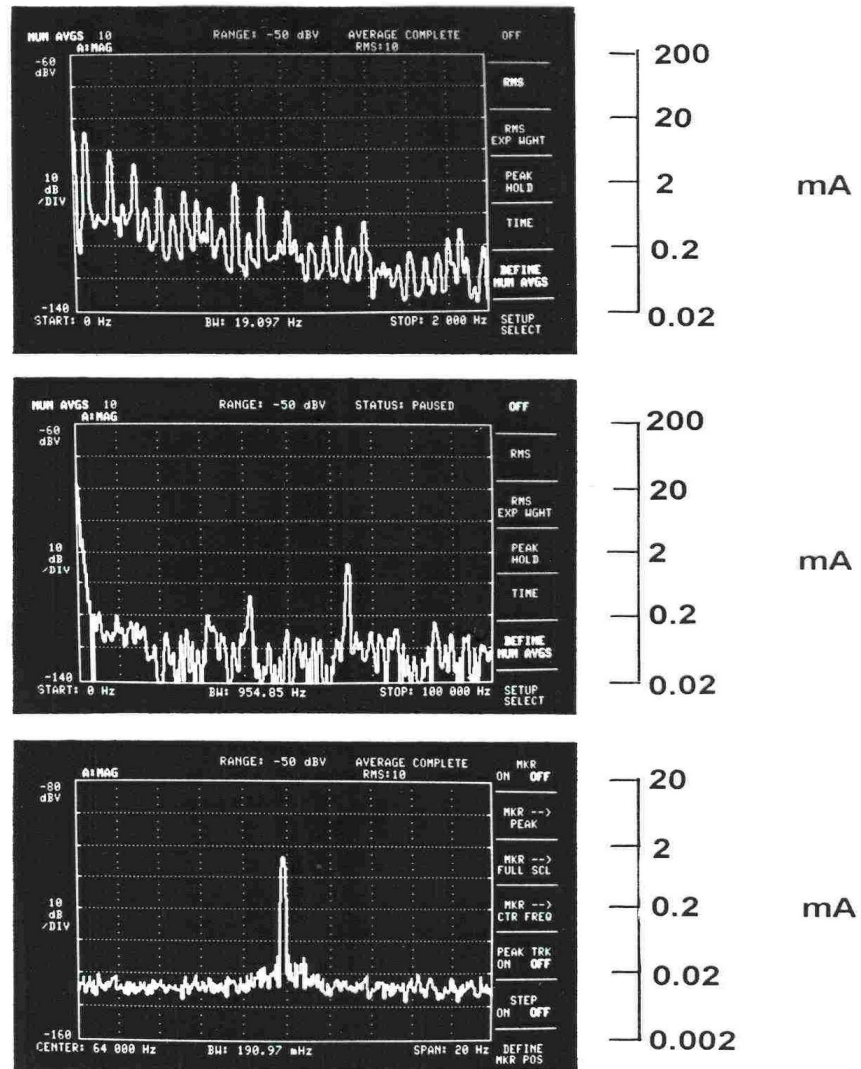 NUM AVGS 10 RANGE: -50 dBV AVERAGE COMPLETE OFF
A:MAG RMS:10
-60
dBV
RMS
RMS
EXP WGHT
10
dB
/DIV
PEAK
HOLD
TIME
DEFINE
NUM AVGS
-140
START: 0 Hz BW: 19.097 Hz STOP: 2 000 Hz
SETUP
SELECT
200
20
2
0.2
0.02
mA
NUM AVGS 10 RANGE: -50 dBV STATUS: PAUSED OFF
A:MAG
-60
dBV
RMS
RMS
EXP WGHT
10
dB
/DIV
PEAK
HOLD
TIME
DEFINE
NUM AVGS
-140
START: 0 Hz BW: 954.85 Hz STOP: 100 000 Hz
SETUP
SELECT
200
20
2
0.2
0.02
mA
RANGE: -50 dBV AVERAGE COMPLETE MKR
A:MAG RMS:10 ON OFF
-80
dBV
MKR -->
PEAK
MKR -->
FULL SCL
10
dB
/DIV
MKR -->
CTR FREQ
PEAK TRK
ON OFF
STEP
ON OFF
-160
CENTER: 64 000 Hz BW: 190.97 mHz SPAN: 20 Hz
DEFINE
MKR POS
20
2
0.2
0.02
0.002
mA